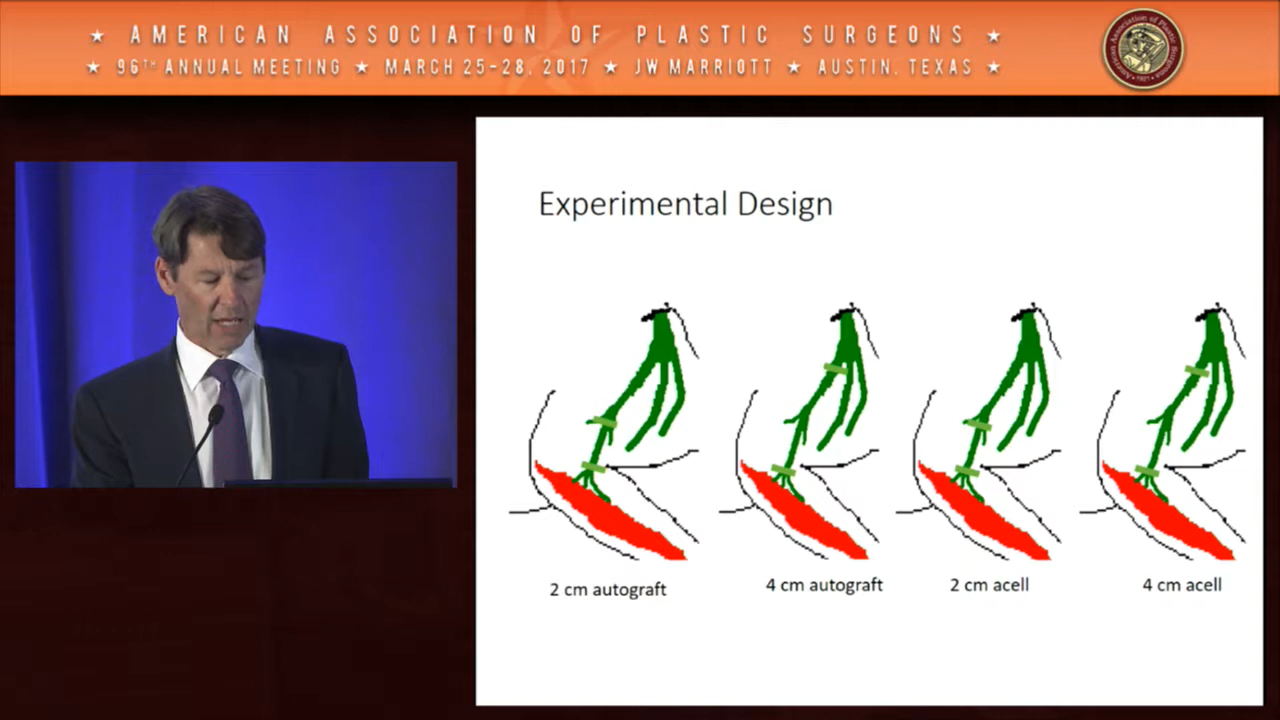 ★ AMERICAN ASSOCIATION OF PLASTIC SURGEONS ★
★ 96TH ANNUAL MEETING ★ MARCH 25-28, 2017 ★ JW MARRIOTT ★ AUSTIN, TEXAS ★
Experimental Design
2 cm autograft
4 cm autograft
2 cm acell
4 cm acell